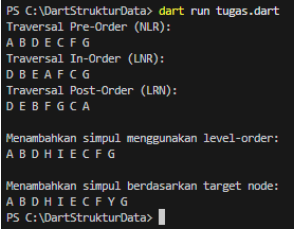 PS C:\DartStrukturData> dart run tugas.dart
Traversal Pre-Order (NLR):
A B D E C F G
Traversal In-Order (LNR):
D B E A F C G
Traversal Post-Order (LRN):
D E B F G C A
Menambahkan simpul menggunakan level-order:
A B D H I E C F G
Menambahkan simpul berdasarkan target node:
A B D H I E C F Y G
PS C:\DartStrukturData>